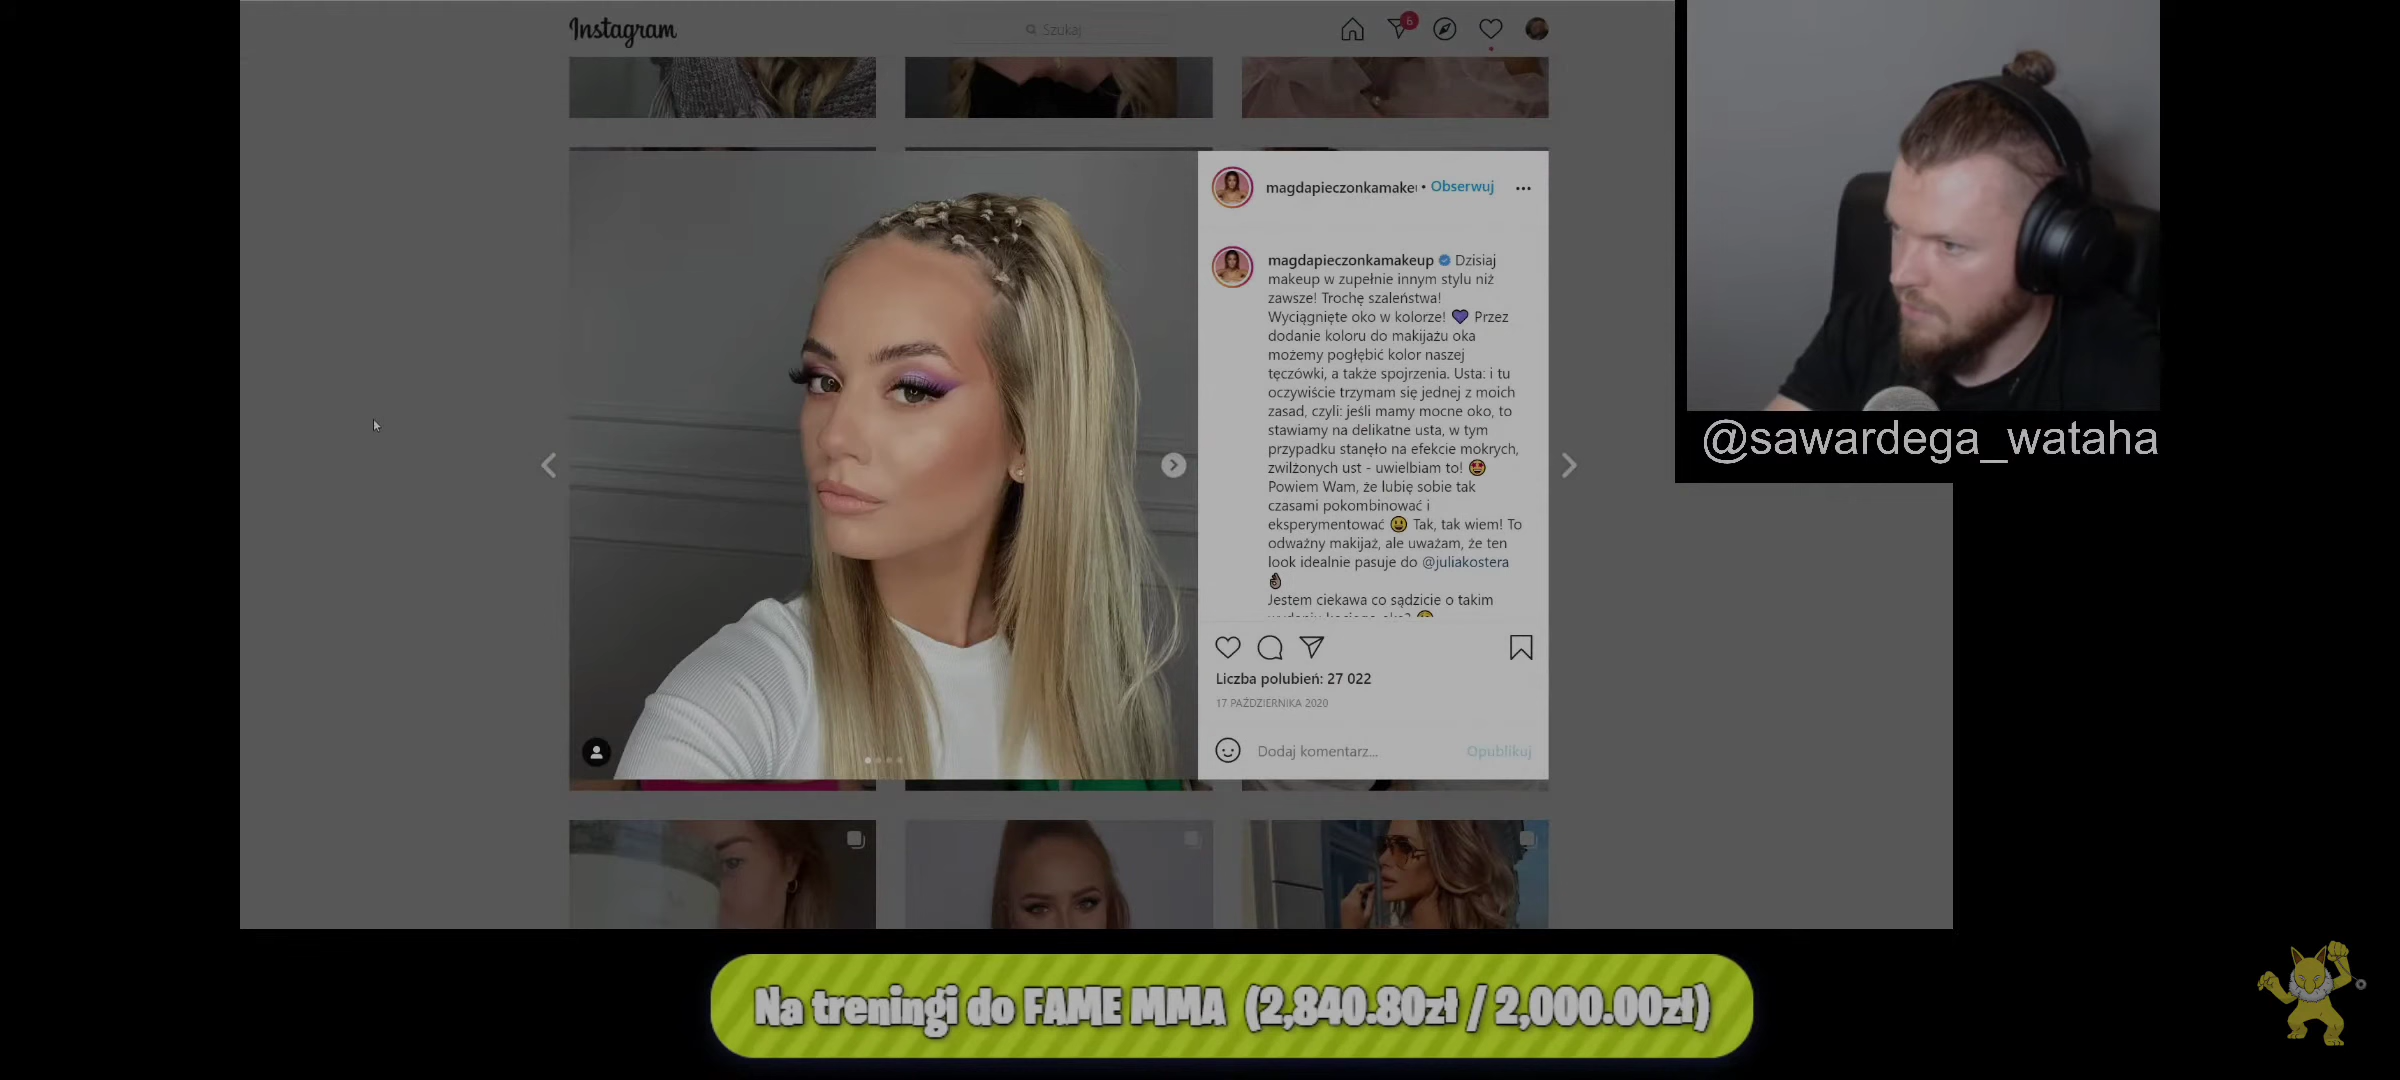 Instagram
Szukaj
6
magdapieczonkamake
• Obserwuj
magdapieczonkamakeup Dzisiaj
makeup w zupełnie innym stylu niż
zawsze! Trochę szaleństwa!
Wyciągnięte oko w kolorze! 💜 Przez
dodanie koloru do makijażu oka
możemy pogłębić kolor naszej
tęczówki, a także spojrzenia. Usta: i tu
oczywiście trzymam się jednej z moich
zasad, czyli: jeśli mamy mocne oko, to
stawiamy na delikatne usta, w tym
przypadku stanęło na efekcie mokrych,
zwilżonych ust - uwielbiam to! 🤩
Powiem Wam, że lubię sobie tak
czasami pokombinować i
eksperymentować 😀 Tak, tak wiem! To
odważny makijaż, ale uważam, że ten
look idealnie pasuje do @juliakostera
👌🏽
Jestem ciekawa co sądzicie o takim
Liczba polubień: 27 022
17 PAŹDZIERNIKA 2020
Dodaj komentarz...
Opublikuj
@sawardega_wataha
Na treningi do FAME MMA (2,840.80zł / 2,000.00zł)